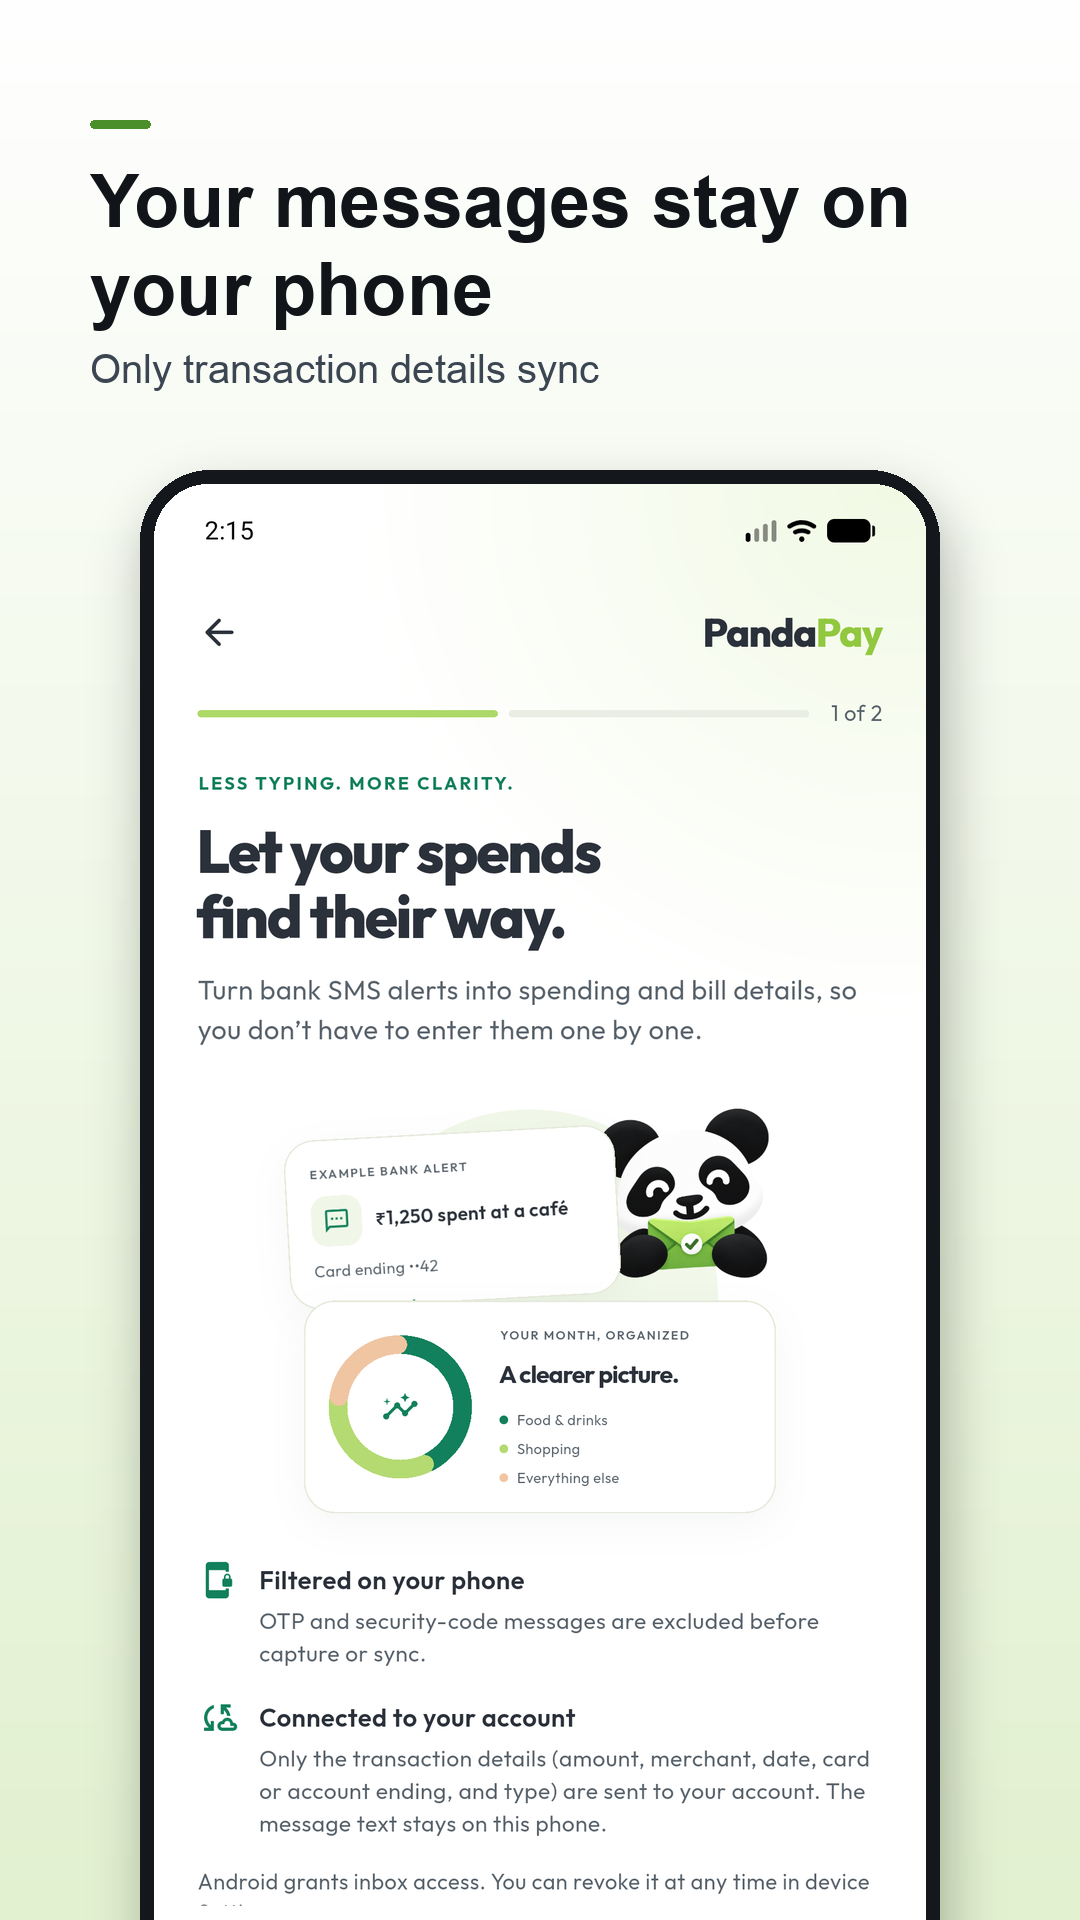 Your messages stay on
your phone
Only transaction details sync
2:15
PandaPay
1 of 2
LESS TYPING. MORE CLARITY.
Let your spends
find their way.
Turn bank SMS alerts into spending and bill details, so
you don’t have to enter them one by one.
EXAMPLE BANK ALERT
₹1,250 spent at a café
Card ending ••42
YOUR MONTH, ORGANIZED
A clearer picture.
Food & drinks
Shopping
Everything else
Filtered on your phone
OTP and security-code messages are excluded before
capture or sync.
Connected to your account
Only the transaction details (amount, merchant, date, card
or account ending, and type) are sent to your account. The
message text stays on this phone.
Android grants inbox access. You can revoke it at any time in device